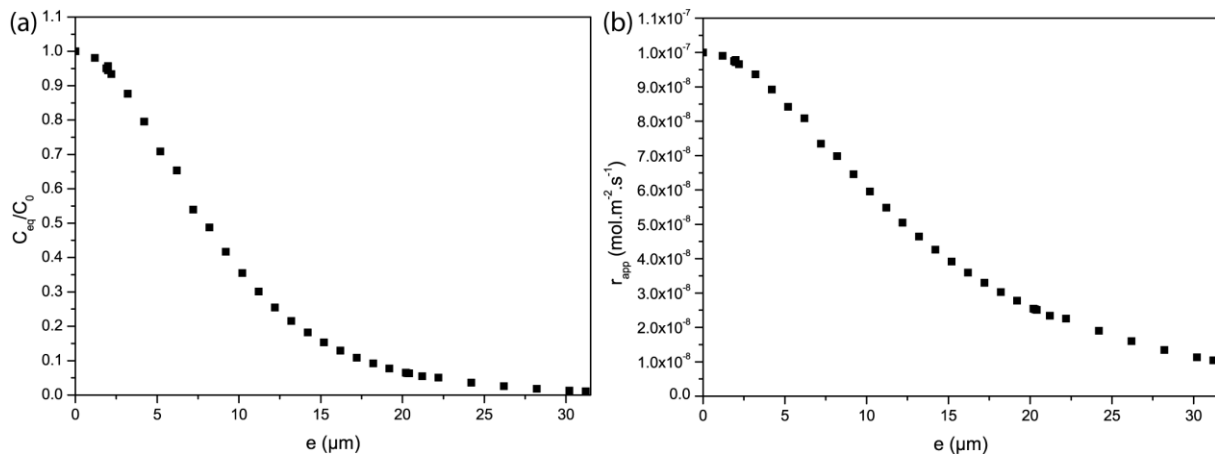 (a)
1.1
1.0
0.9
0.8
0.7
0.6
0.5
0.4
0.3
0.2
0.1
0.0
C_eq/C_0
0 5 10 15 20 25 30
e (µm)
(b)
1.1x10⁻⁷
1.0x10⁻⁷
9.0x10⁻⁸
8.0x10⁻⁸
7.0x10⁻⁸
6.0x10⁻⁸
5.0x10⁻⁸
4.0x10⁻⁸
3.0x10⁻⁸
2.0x10⁻⁸
1.0x10⁻⁸
0.0
r_app (mol.m⁻².s⁻¹)
0 5 10 15 20 25 30
e (µm)